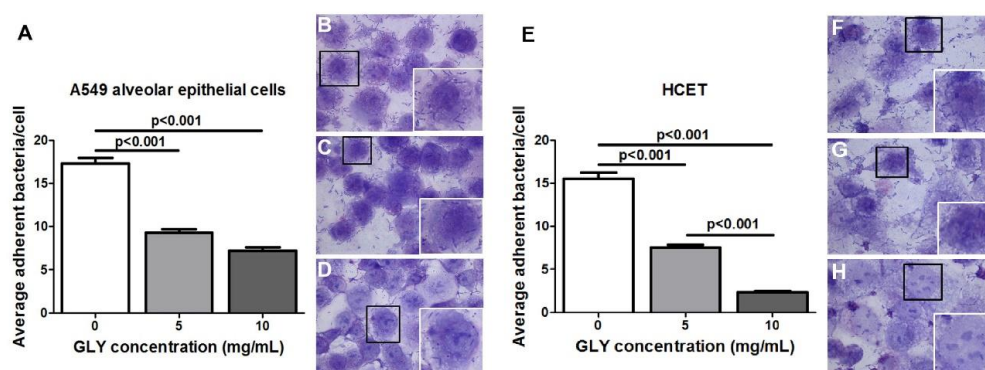 A
A549 alveolar epithelial cells
Average adherent bacteria/cell
20
15
10
5
0
p<0.001
p<0.001
0 5 10
GLY concentration (mg/mL)
B
C
D
E
HCET
Average adherent bacteria/cell
20
15
10
5
0
p<0.001
p<0.001
p<0.001
0 5 10
GLY concentration (mg/mL)
F
G
H